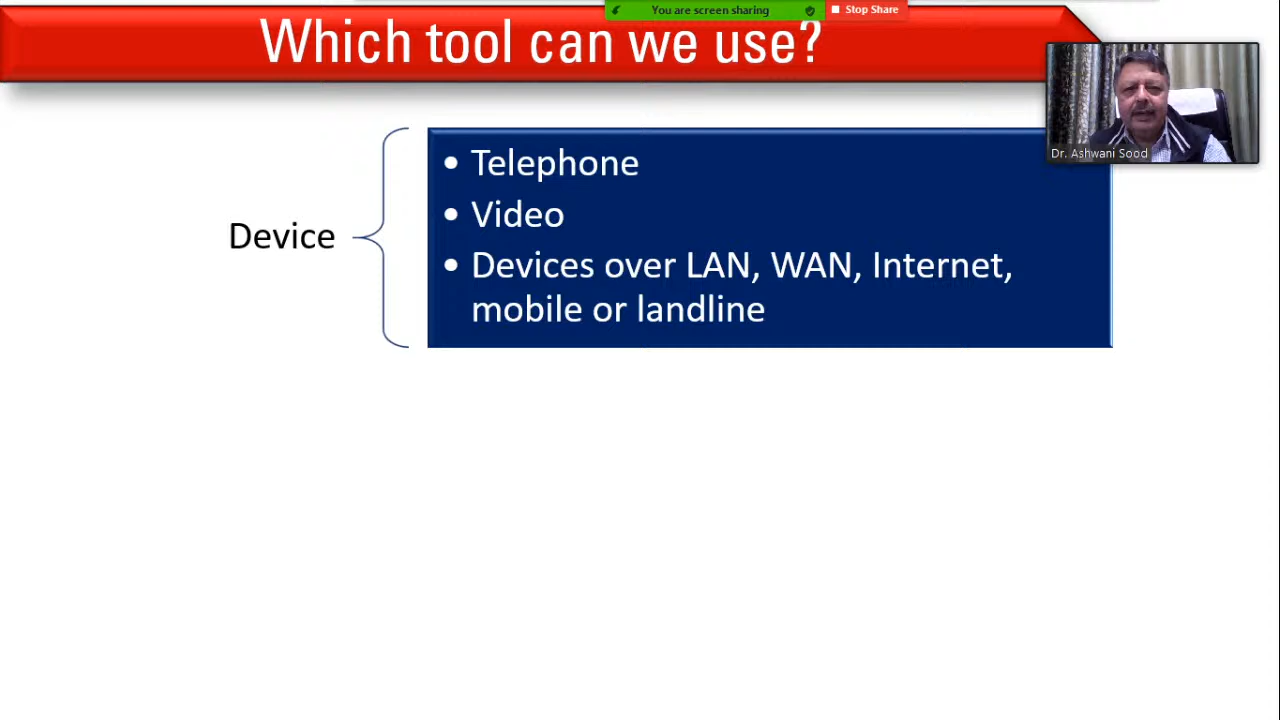 You are screen sharing
Stop Share
Which tool can we use?
Dr. Ashwani Sood
Device
• Telephone
• Video
• Devices over LAN, WAN, Internet,
mobile or landline